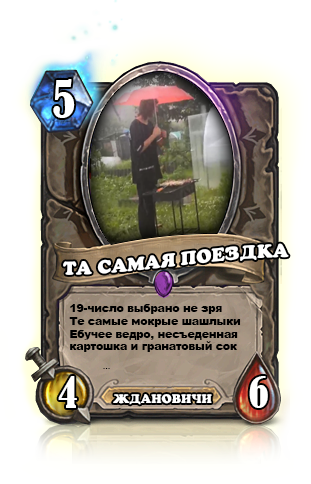 5
ТА САМАЯ ПОЕЗДКА
19-число выбрано не зря
Те самые мокрые шашлыки
Ебучее ведро, несъеденная
картошка и гранатовый сок
...
4
ЖДАНОВИЧИ
6